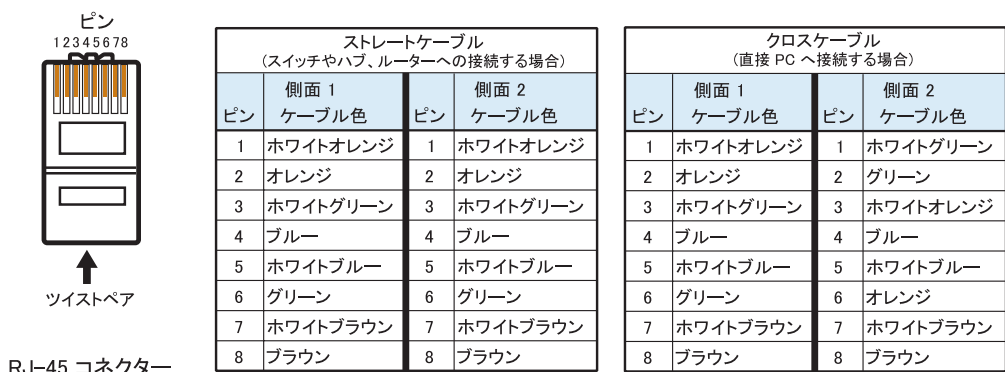 ピン
12345678
ツイストペア
RJ-45 コネクター
ストレートケーブル
(スイッチやハブ、ルーターへの接続する場合)
側面 1 側面 2
ピン ケーブル色 ピン ケーブル色
1 ホワイトオレンジ 1 ホワイトオレンジ
2 オレンジ 2 オレンジ
3 ホワイトグリーン 3 ホワイトグリーン
4 ブルー 4 ブルー
5 ホワイトブルー 5 ホワイトブルー
6 グリーン 6 グリーン
7 ホワイトブラウン 7 ホワイトブラウン
8 ブラウン 8 ブラウン
クロスケーブル
(直接 PC へ接続する場合)
側面 1 側面 2
ピン ケーブル色 ピン ケーブル色
1 ホワイトオレンジ 1 ホワイトグリーン
2 オレンジ 2 グリーン
3 ホワイトグリーン 3 ホワイトオレンジ
4 ブルー 4 ブルー
5 ホワイトブルー 5 ホワイトブルー
6 グリーン 6 オレンジ
7 ホワイトブラウン 7 ホワイトブラウン
8 ブラウン 8 ブラウン